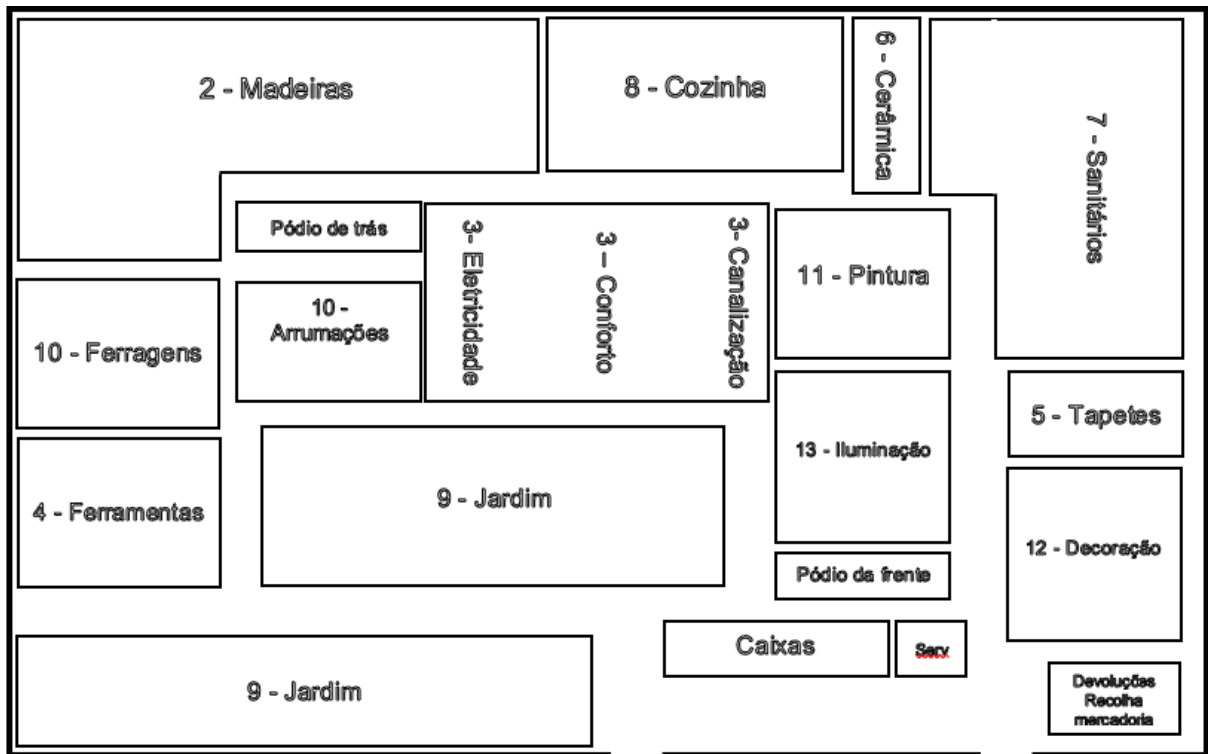 2 - Madeiras
8 - Cozinha
6 - Cerâmica
7 - Sanitários
Pódio de trás
3- Eletricidade
3 – Conforto
3- Canalização
11 - Pintura
10 - Ferragens
10 -
Arrumações
5 - Tapetes
13 - Iluminação
4 - Ferramentas
9 - Jardim
12 - Decoração
Pódio da frente
Caixas
Serv
9 - Jardim
Devoluções
Recolha
mercadoria